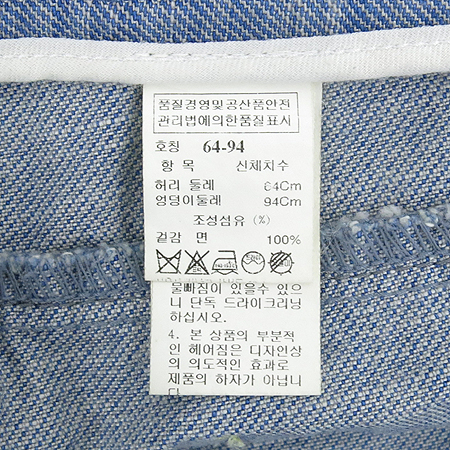 품질경영및공산품안전
관리법에의한품질표시
호칭 64-94
항 목 신체치수
허리 둘레 64Cm
엉덩이둘레 94Cm
조성섬유 (%)
겉감 면 100%
물빠짐이 있을수 있으
니 단독 드라이크리닝
하십시오.
4. 본 상품의 부분적
인 헤어짐은 디자인상
의 의도적인 효과로
제품의 하자가 아닙니
다.